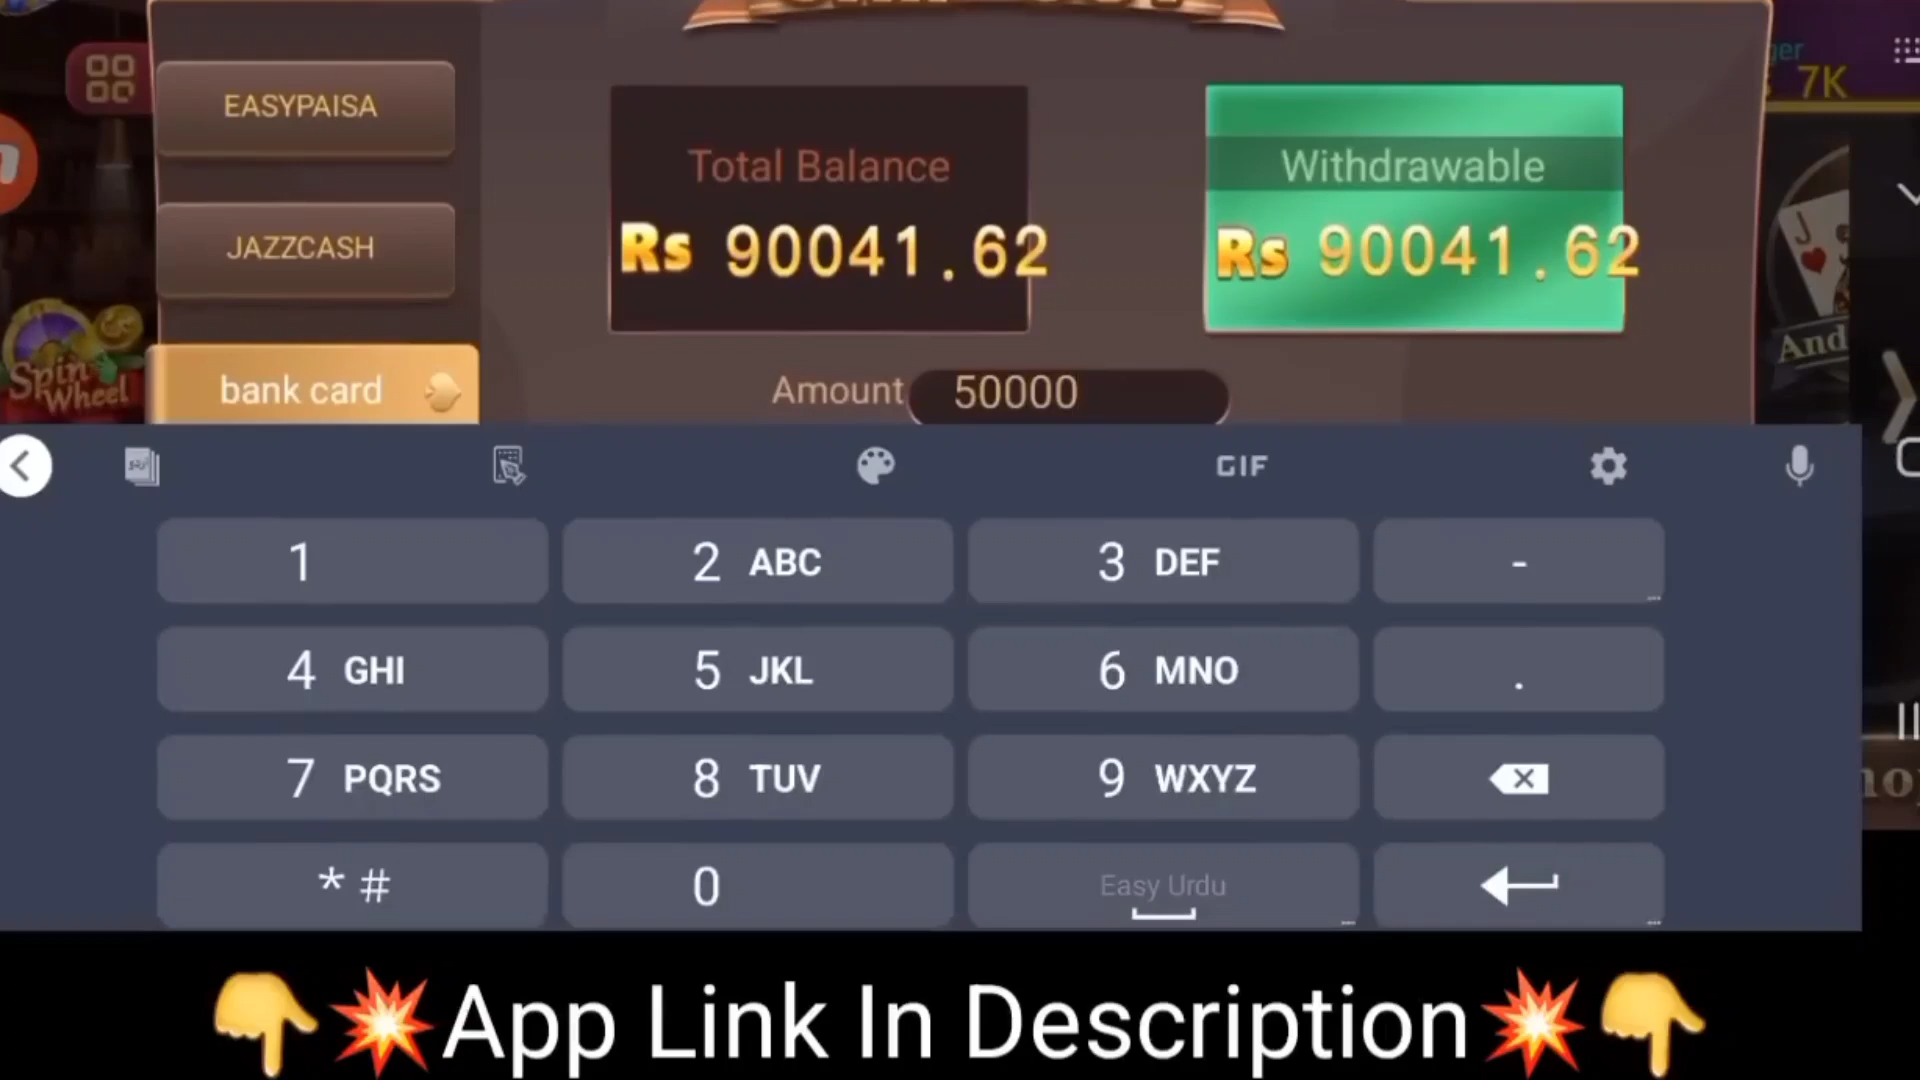 7K
EASYPAISA
Total Balance
Withdrawable
Rs 90041.62
Rs 90041.62
JAZZCASH
Spin
Wheel
And
bank card
Amount 50000
GIF
1
2 ABC
3 DEF
-
4 GHI
5 JKL
6 MNO
.
7 PQRS
8 TUV
9 WXYZ
* #
0
Easy Urdu
👇💥App Link In Description💥👇